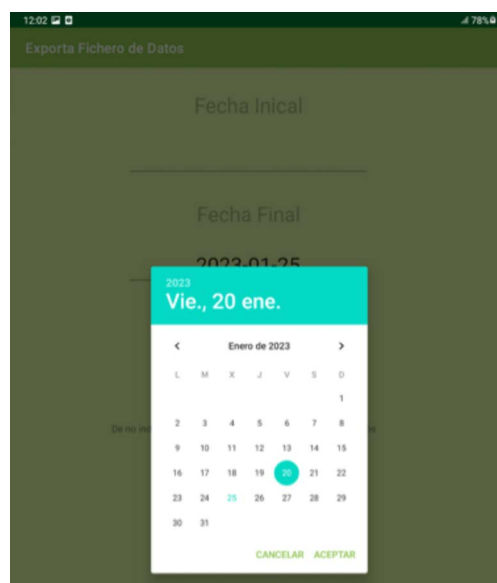 12:02
78%
Exporta Fichero de Datos
Fecha Inical
Fecha Final
2023-01-25
2023
Vie., 20 ene.
Enero de 2023
L M X J V S D
1
2 3 4 5 6 7 8
9 10 11 12 13 14 15
16 17 18 19 20 21 22
23 24 25 26 27 28 29
30 31
De no
CANCELAR ACEPTAR